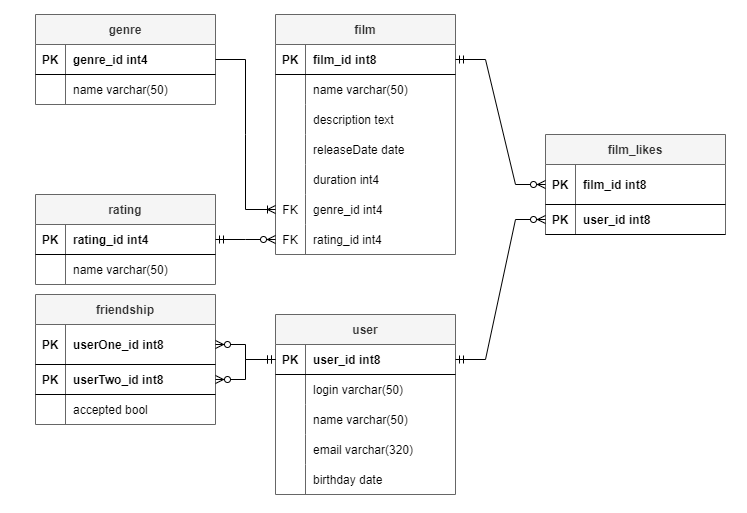 genre
PK genre_id int4
name varchar(50)
film
PK film_id int8
name varchar(50)
description text
releaseDate date
duration int4
FK genre_id int4
FK rating_id int4
film_likes
PK film_id int8
PK user_id int8
rating
PK rating_id int4
name varchar(50)
friendship
PK userOne_id int8
PK userTwo_id int8
accepted bool
user
PK user_id int8
login varchar(50)
name varchar(50)
email varchar(320)
birthday date